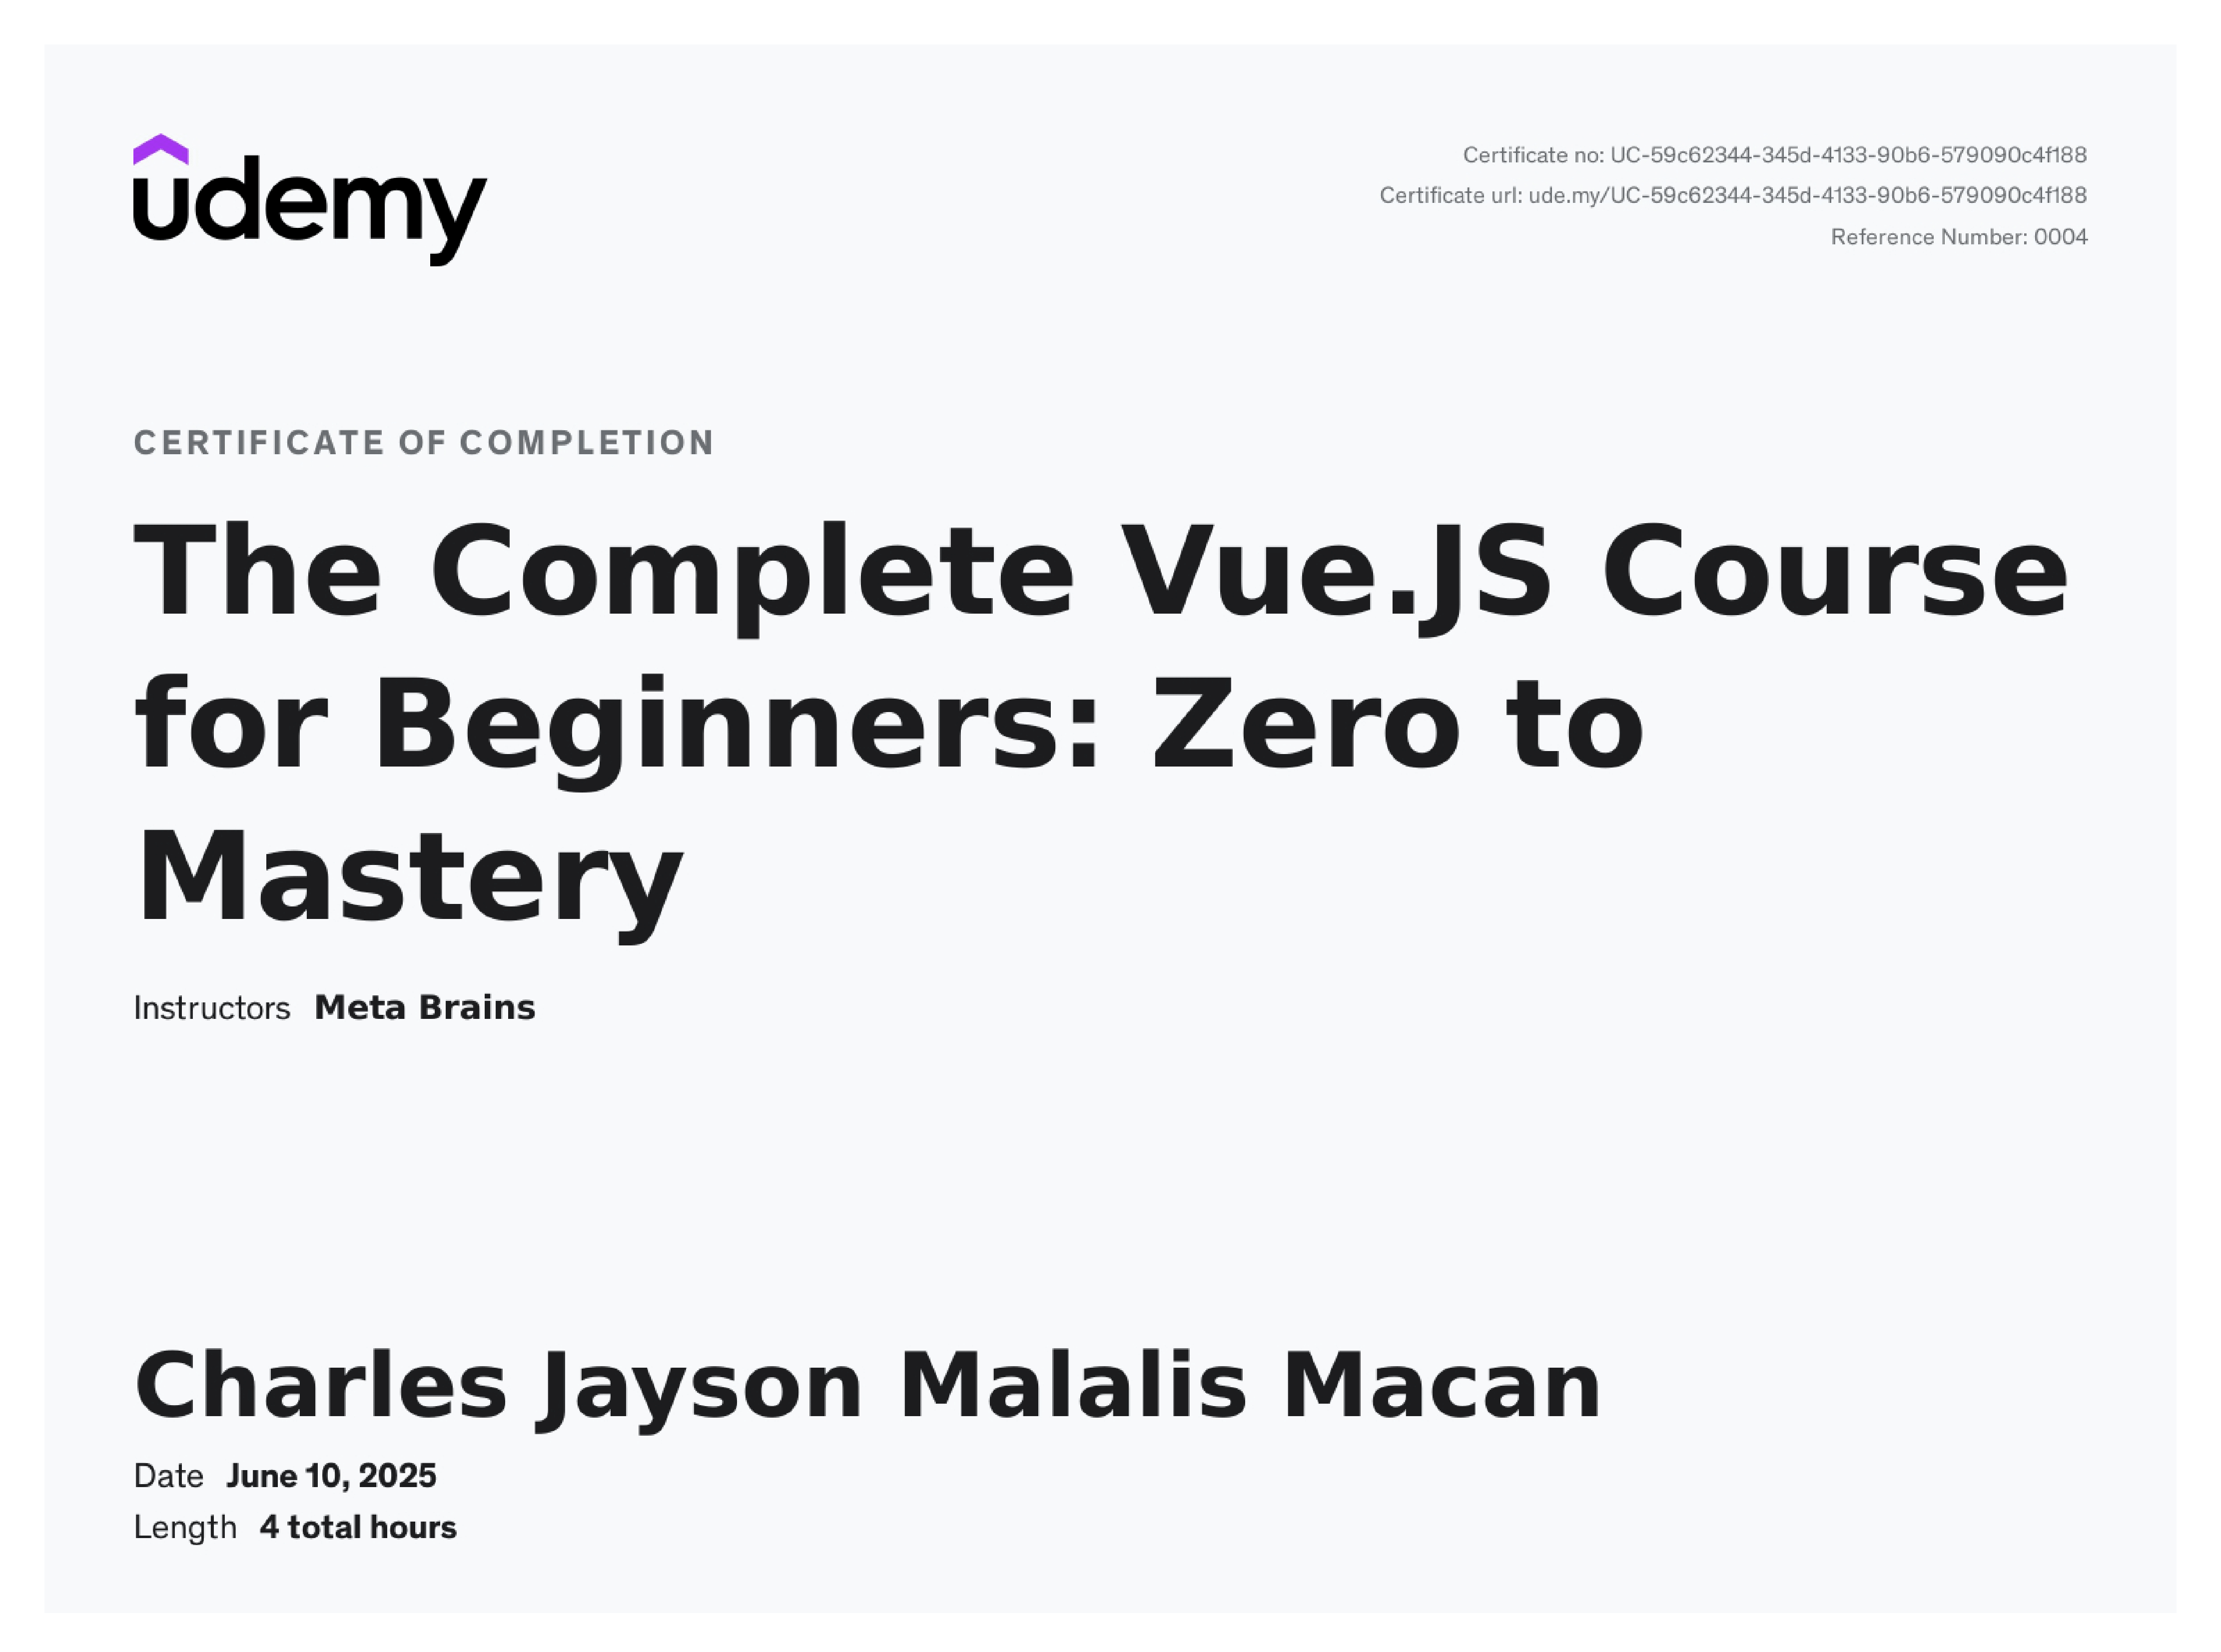 udemy
Certificate no: UC-59c62344-345d-4133-90b6-579090c4f188
Certificate url: ude.my/UC-59c62344-345d-4133-90b6-579090c4f188
Reference Number: 0004
CERTIFICATE OF COMPLETION
The Complete Vue.JS Course
for Beginners: Zero to
Mastery
Instructors Meta Brains
Charles Jayson Malalis Macan
Date June 10, 2025
Length 4 total hours